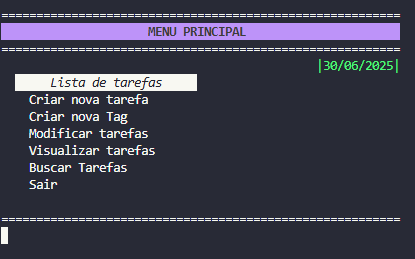 =========================================================
MENU PRINCIPAL
=========================================================
|30/06/2025|
Lista de tarefas
Criar nova tarefa
Criar nova Tag
Modificar tarefas
Visualizar tarefas
Buscar Tarefas
Sair
=========================================================